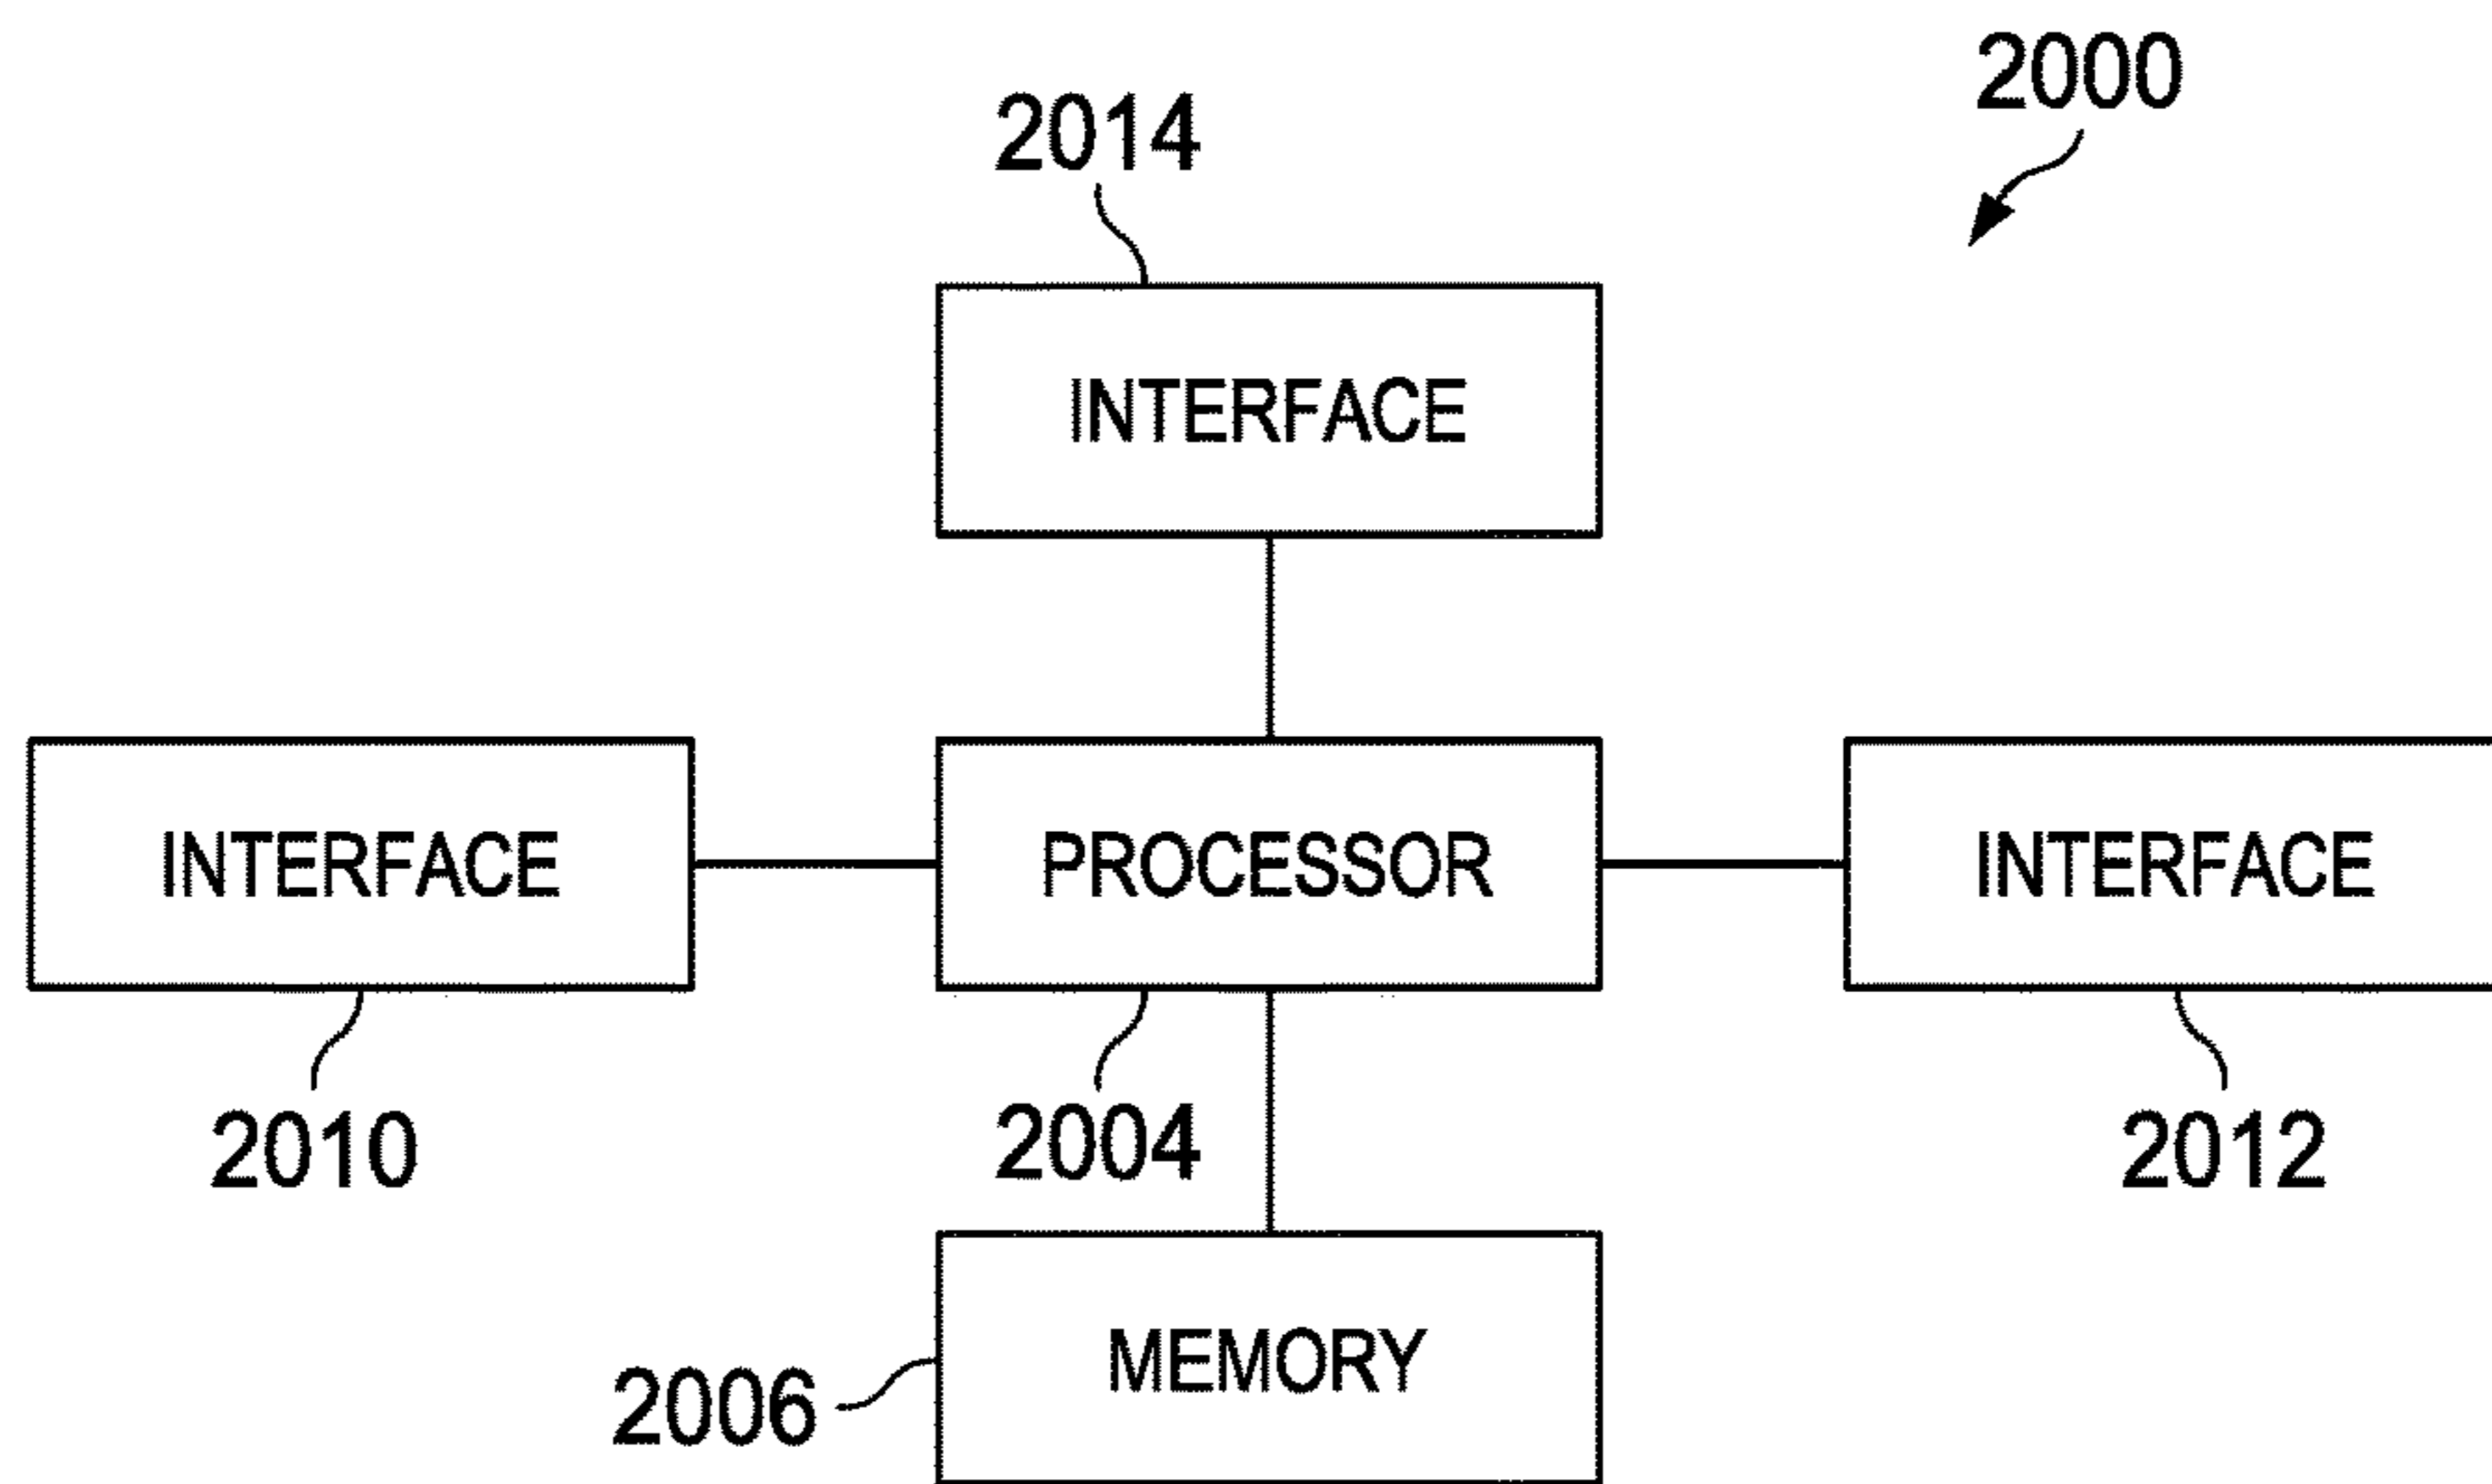 2000
2014
INTERFACE
INTERFACE
PROCESSOR
INTERFACE
2010
2004
2012
MEMORY
2006